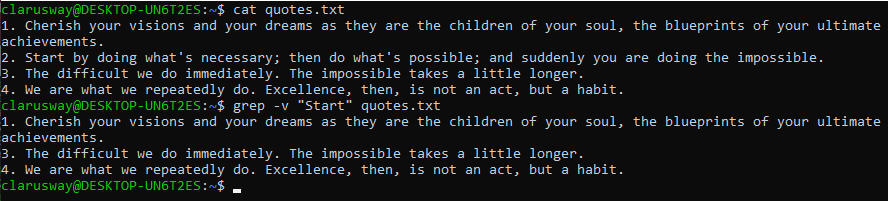 clarusway@DESKTOP-UN6T2ES:~$ cat quotes.txt
1. Cherish your visions and your dreams as they are the children of your soul, the blueprints of your ultimate
achievements.
2. Start by doing what's necessary; then do what's possible; and suddenly you are doing the impossible.
3. The difficult we do immediately. The impossible takes a little longer.
4. We are what we repeatedly do. Excellence, then, is not an act, but a habit.
clarusway@DESKTOP-UN6T2ES:~$ grep -v "Start" quotes.txt
1. Cherish your visions and your dreams as they are the children of your soul, the blueprints of your ultimate
achievements.
3. The difficult we do immediately. The impossible takes a little longer.
4. We are what we repeatedly do. Excellence, then, is not an act, but a habit.
clarusway@DESKTOP-UN6T2ES:~$